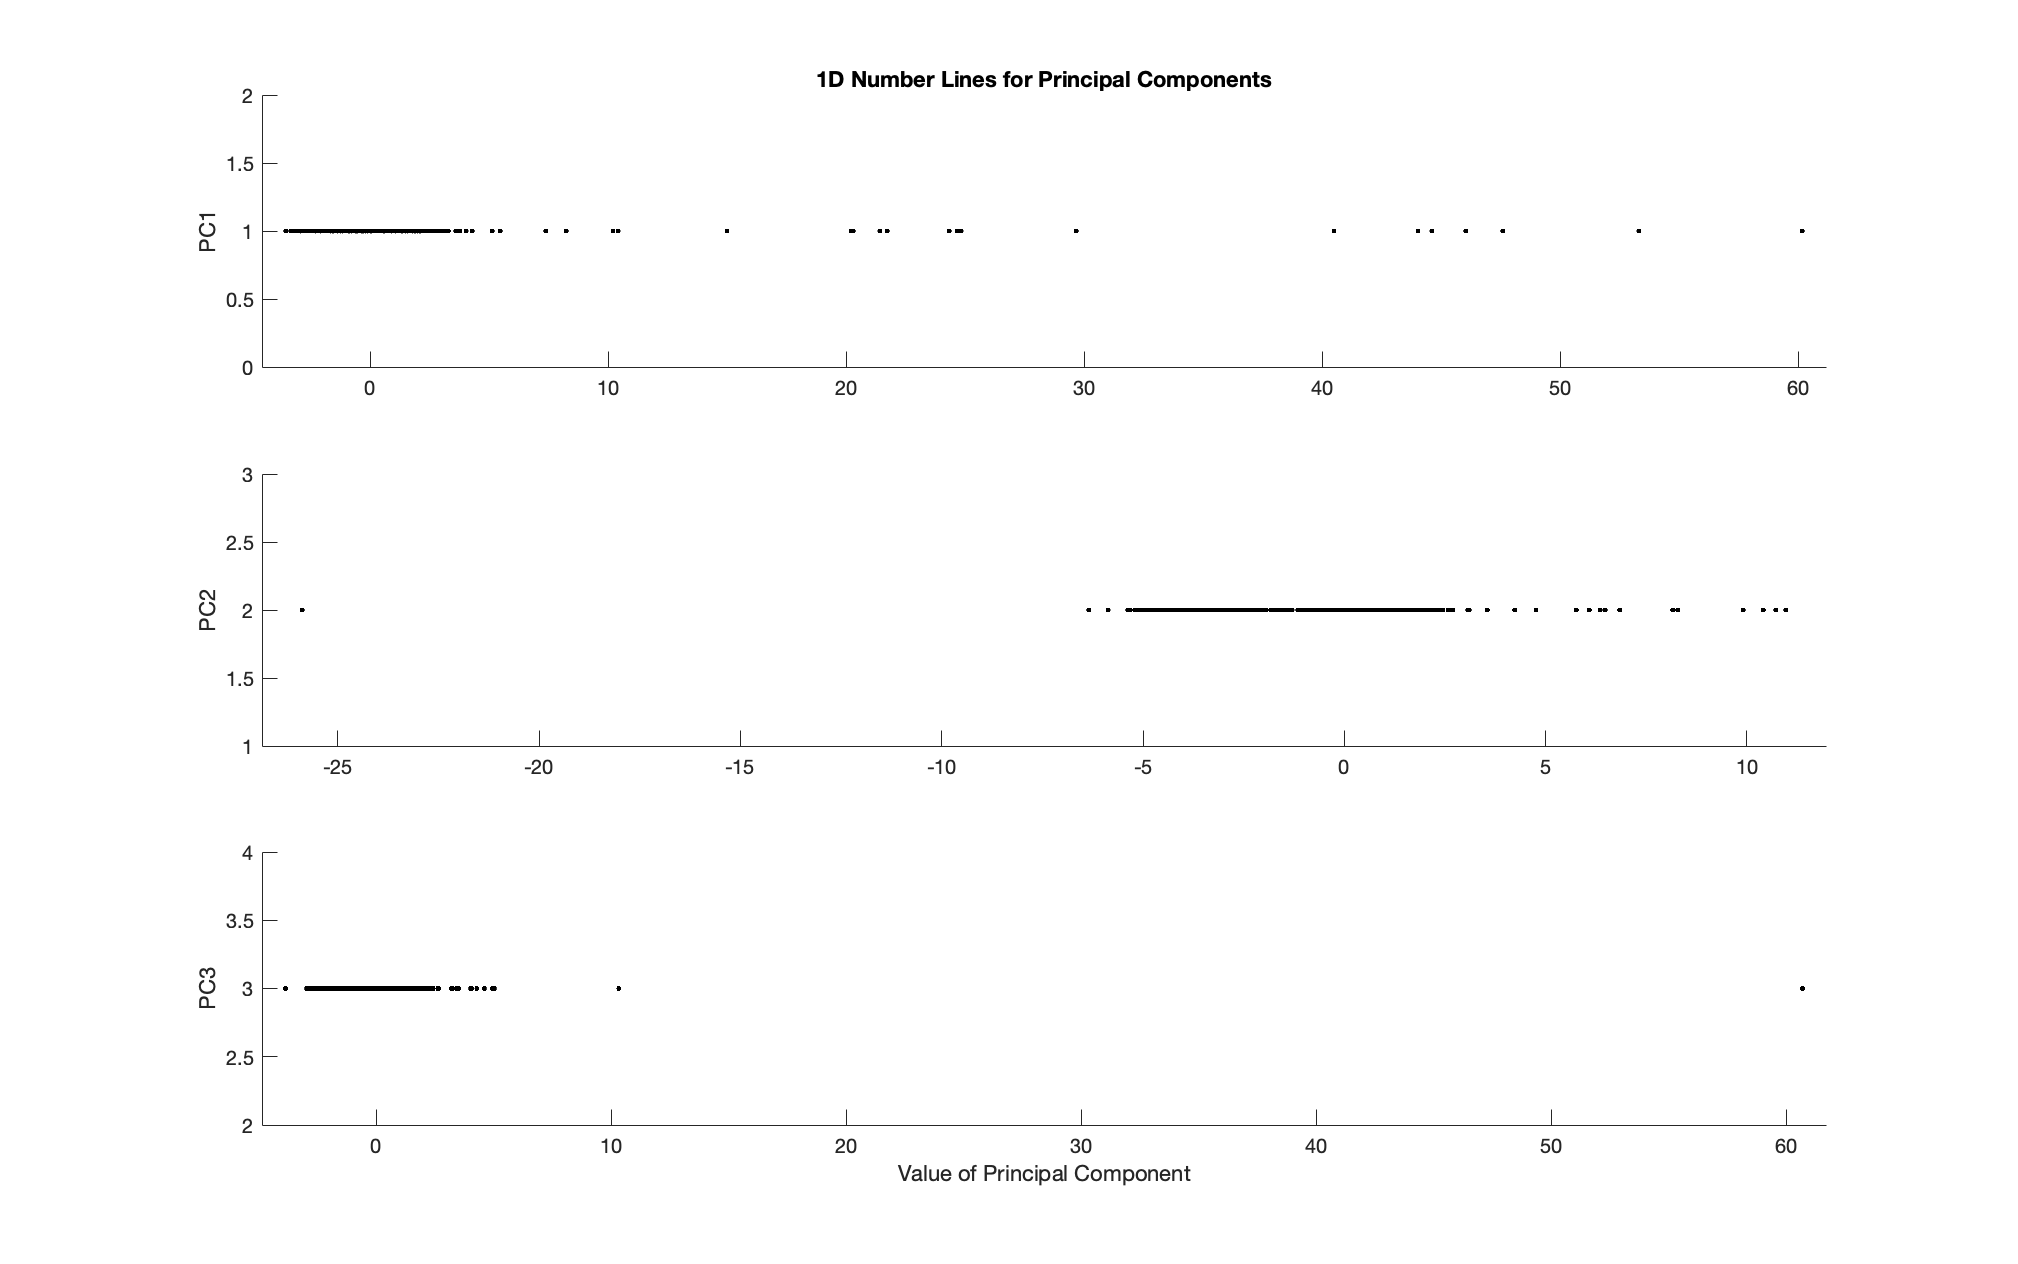 1D Number Lines for Principal Components
2
1.5
1
0.5
0
PC1
0 10 20 30 40 50 60
3
2.5
2
1.5
1
PC2
-25 -20 -15 -10 -5 0 5 10
4
3.5
3
2.5
2
PC3
0 10 20 30 40 50 60
Value of Principal Component